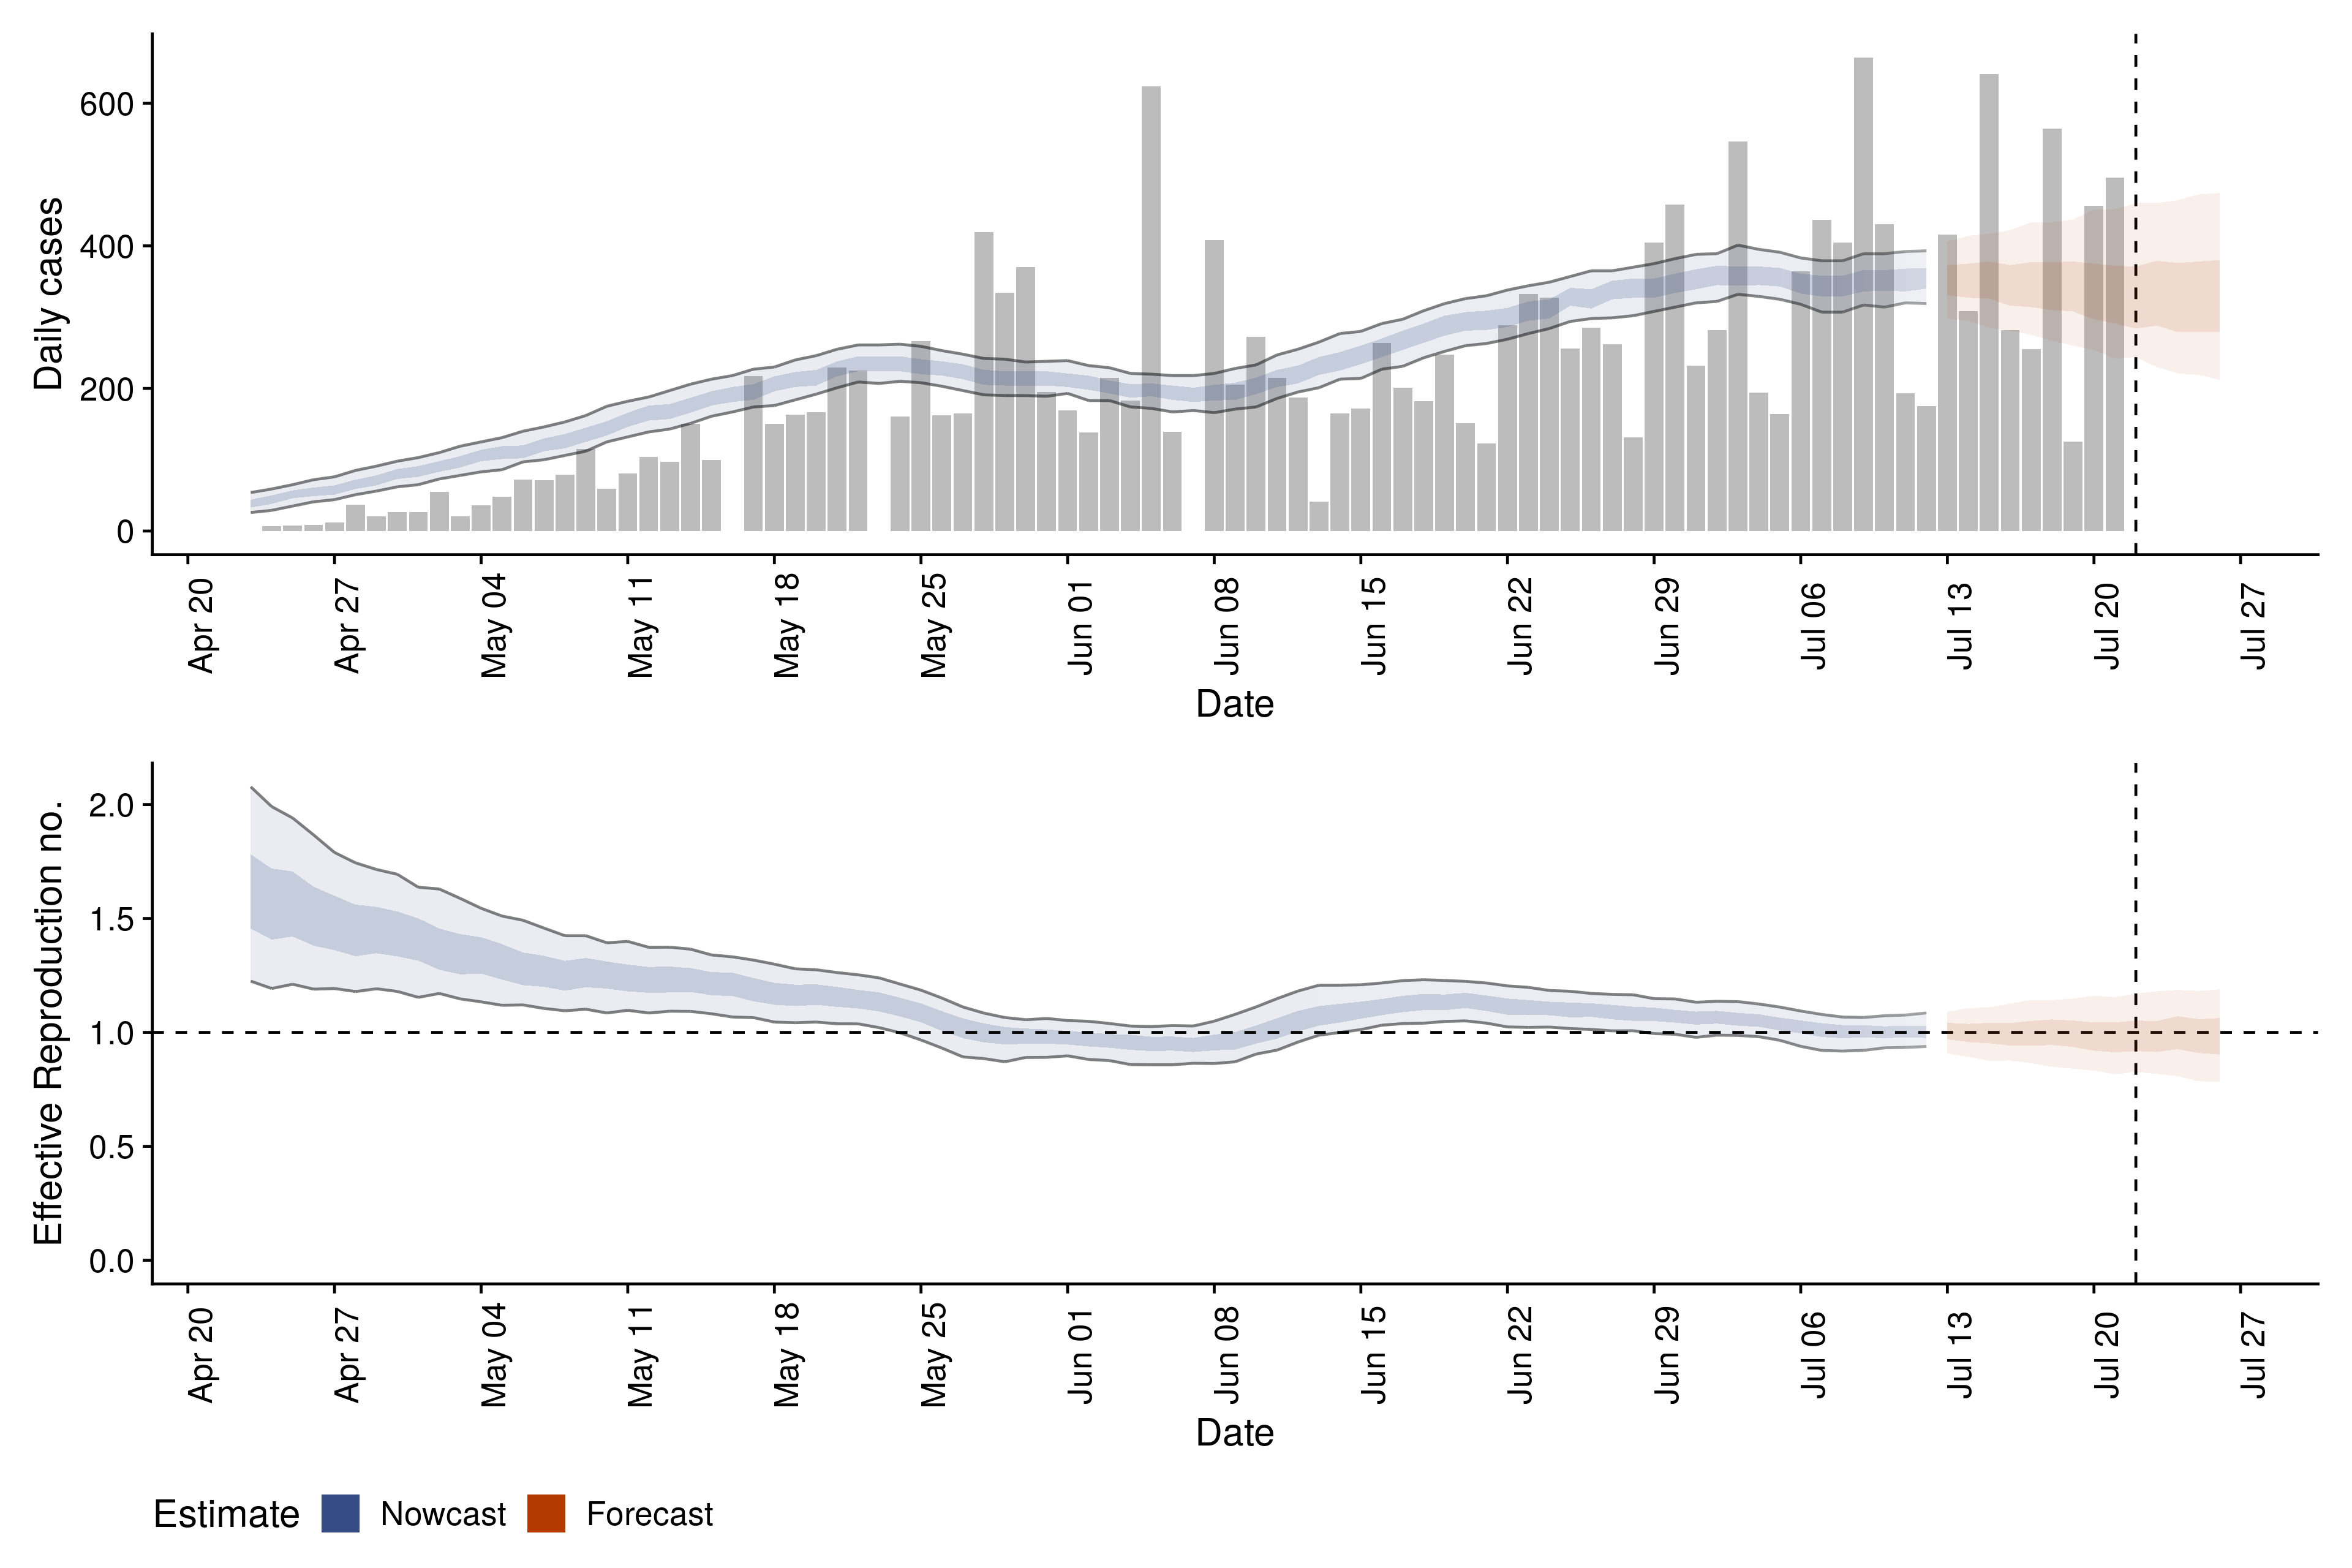 Daily cases
600
400
200
0
Apr 20
Apr 27
May 04
May 11
May 18
May 25
Jun 01
Jun 08
Jun 15
Jun 22
Jun 29
Jul 06
Jul 13
Jul 20
Jul 27
Date
Effective Reproduction no.
2.0
1.5
1.0
0.5
0.0
Apr 20
Apr 27
May 04
May 11
May 18
May 25
Jun 01
Jun 08
Jun 15
Jun 22
Jun 29
Jul 06
Jul 13
Jul 20
Jul 27
Date
Estimate Nowcast Forecast